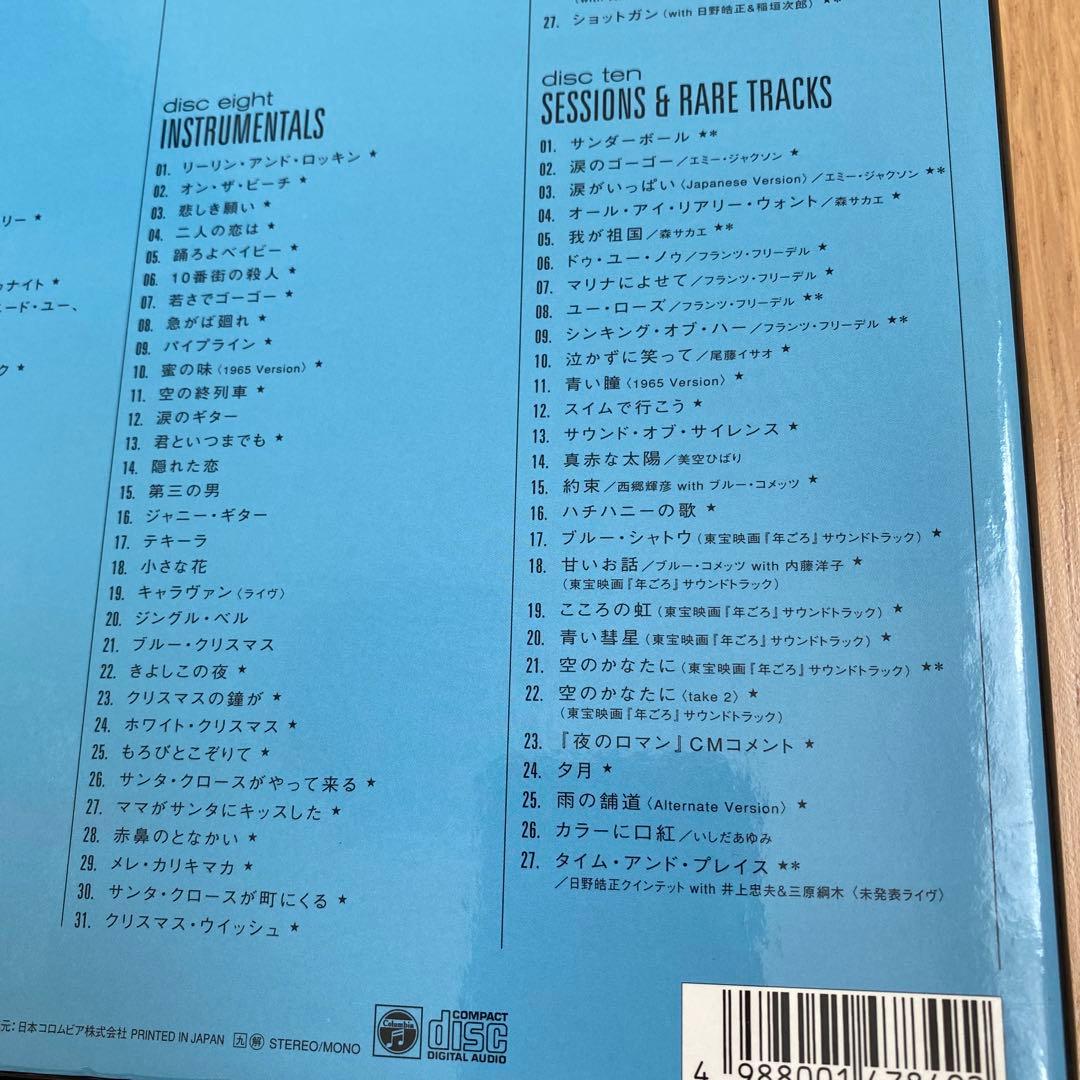 リー ★
ゥナイト ★
ニード・ユー、
ク ★
disc eight
INSTRUMENTALS
01. リーリン・アンド・ロッキン ★
02. オン・ザ・ビーチ ★
03. 悲しき願い ★
04. 二人の恋は ★
05. 踊ろよベイビー ★
06. 10番街の殺人 ★
07. 若さでゴーゴー ★
08. 急がば廻れ ★
09. パイプライン ★
10. 蜜の味〈1965 Version〉★
11. 空の終列車 ★
12. 涙のギター
13. 君といつまでも ★
14. 隠れた恋
15. 第三の男
16. ジャニー・ギター
17. テキーラ
18. 小さな花
19. キャラヴァン〈ライヴ〉
20. ジングル・ベル
21. ブルー・クリスマス
22. きよしこの夜 ★
23. クリスマスの鐘が ★
24. ホワイト・クリスマス ★
25. もろびとこぞりて ★
26. サンタ・クロースがやって来る ★
27. ママがサンタにキッスした ★
28. 赤鼻のとなかい ★
29. メレ・カリキマカ ★
30. サンタ・クロースが町にくる ★
31. クリスマス・ウイッシュ ★
27. ショットガン（with 日野皓正&稲垣次郎）★*
disc ten
SESSIONS & RARE TRACKS
01. サンダーボール ★*
02. 涙のゴーゴー／エミー・ジャクソン ★
03. 涙がいっぱい〈Japanese Version〉／エミー・ジャクソン ★*
04. オール・アイ・リアリー・ウォント／森サカエ ★
05. 我が祖国／森サカエ ★*
06. ドゥ・ユー・ノゥ／フランツ・フリーデル ★
07. マリナによせて／フランツ・フリーデル ★
08. ユー・ローズ／フランツ・フリーデル ★*
09. シンキング・オブ・ハー／フランツ・フリーデル ★*
10. 泣かずに笑って／尾藤イサオ ★
11. 青い瞳〈1965 Version〉★
12. スイムで行こう ★
13. サウンド・オブ・サイレンス ★
14. 真赤な太陽／美空ひばり
15. 約束／西郷輝彦 with ブルー・コメッツ ★
16. ハチハニーの歌 ★
17. ブルー・シャトウ（東宝映画『年ごろ』サウンドトラック）★
18. 甘いお話／ブルー・コメッツ with 内藤洋子 ★
（東宝映画『年ごろ』サウンドトラック）
19. こころの虹（東宝映画『年ごろ』サウンドトラック）★
20. 青い彗星（東宝映画『年ごろ』サウンドトラック）★
21. 空のかなたに（東宝映画『年ごろ』サウンドトラック）★*
22. 空のかなたに〈take 2〉★
（東宝映画『年ごろ』サウンドトラック）
23. 『夜のロマン』CMコメント ★
24. 夕月 ★
25. 雨の舗道〈Alternate Version〉★
26. カラーに口紅／いしだあゆみ
27. タイム・アンド・プレイス ★*
／日野皓正クインテット with 井上忠夫&三原綱木〈未発表ライヴ〉
元：日本コロムビア株式会社 PRINTED IN JAPAN 九 解 STEREO/MONO
Columbia
COMPACT
disc
DIGITAL AUDIO